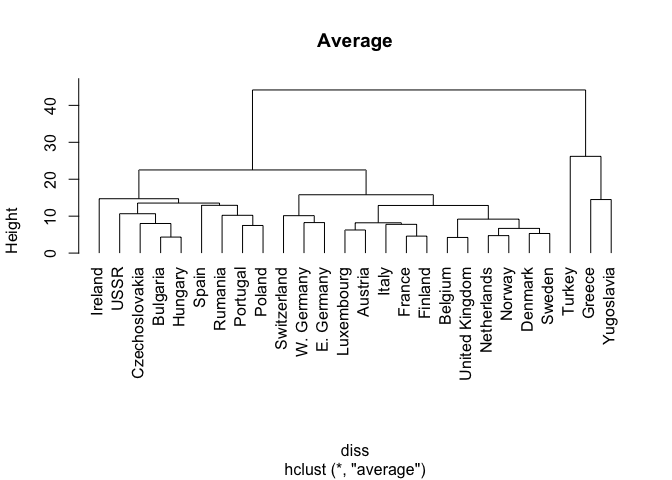 Average
Height
0
10
20
30
40
Ireland
USSR
Czechoslovakia
Bulgaria
Hungary
Spain
Rumania
Portugal
Poland
Switzerland
W. Germany
E. Germany
Luxembourg
Austria
Italy
France
Finland
Belgium
United Kingdom
Netherlands
Norway
Denmark
Sweden
Turkey
Greece
Yugoslavia
diss
hclust (*, "average")